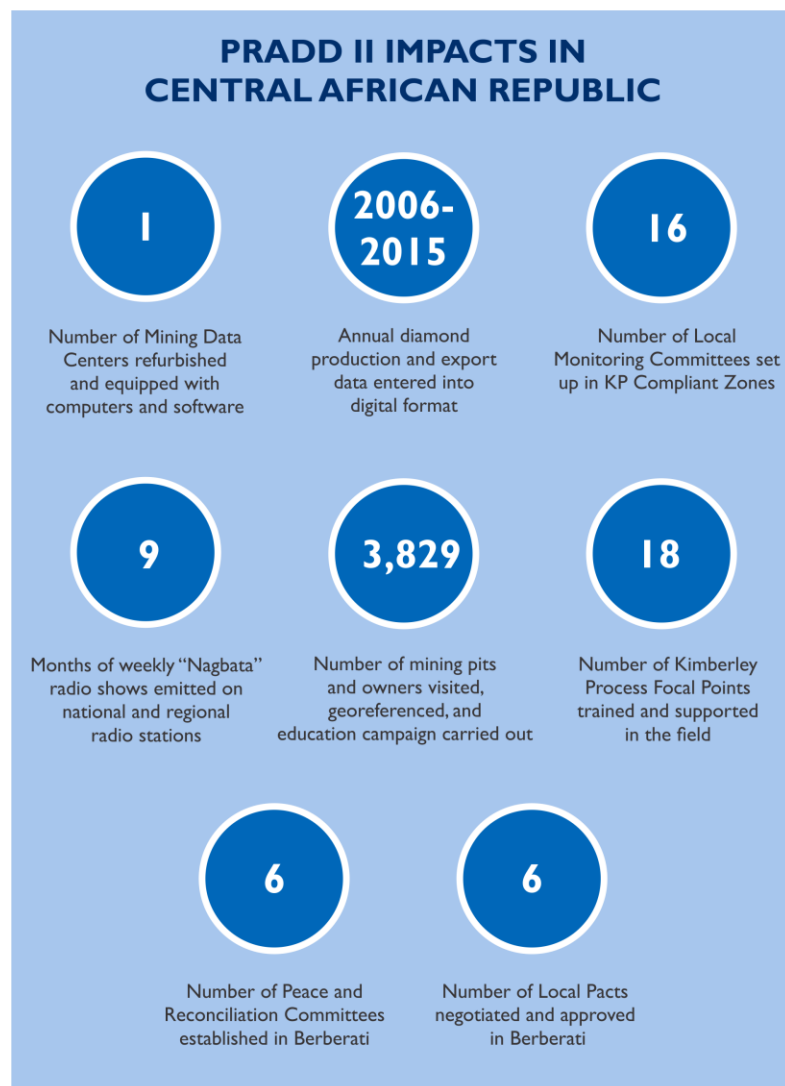 PRADD II IMPACTS IN
CENTRAL AFRICAN REPUBLIC
1
Number of Mining Data
Centers refurbished
and equipped with
computers and software
2006-
2015
Annual diamond
production and export
data entered into
digital format
16
Number of Local
Monitoring Committees set
up in KP Compliant Zones
9
Months of weekly “Nagbata”
radio shows emitted on
national and regional
radio stations
3,829
Number of mining pits
and owners visited,
georeferenced, and
education campaign carried out
18
Number of Kimberley
Process Focal Points
trained and supported
in the field
6
Number of Peace and
Reconciliation Committees
established in Berberati
6
Number of Local Pacts
negotiated and approved
in Berberati